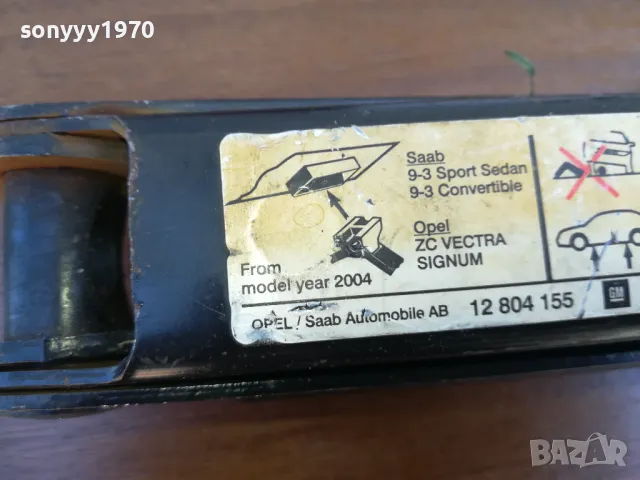 sonyyy1970
Saab
9-3 Sport Sedan
9-3 Convertible
Opel
ZC VECTRA
SIGNUM
From
model year 2004
OPEL / Saab Automobile AB 12 804 155 GM
BAZAR